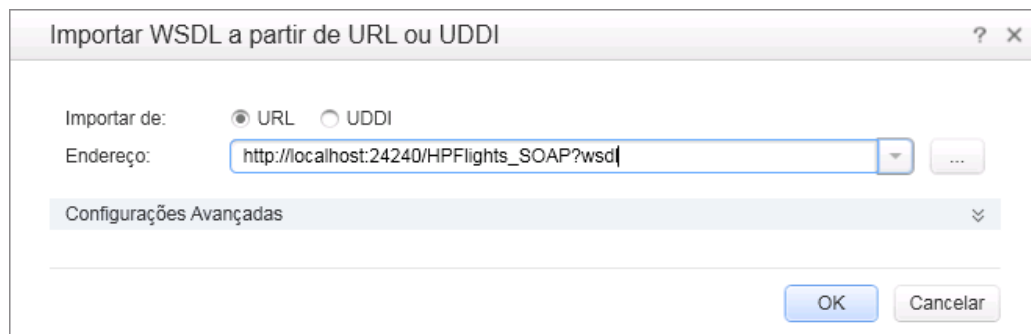 Importar WSDL a partir de URL ou UDDI ?
Importar de: URL UDDI
Endereço: http://localhost:24240/HPFlights_SOAP?wsdl ...
Configurações Avançadas
OK Cancelar